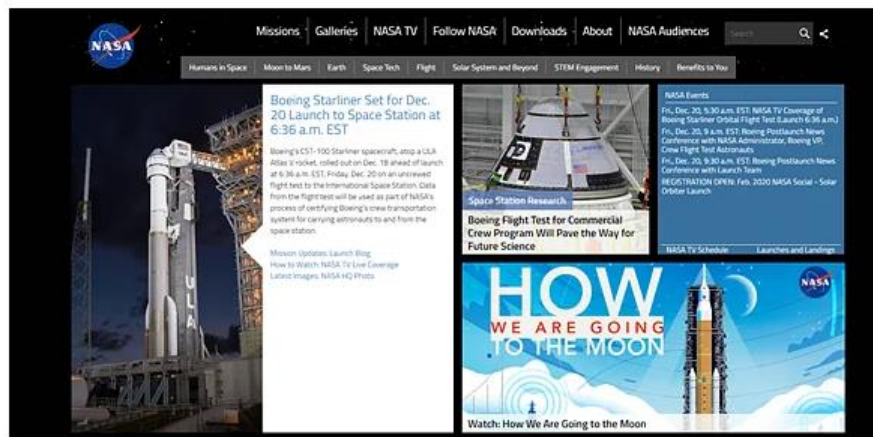 NASA
Missions Galleries NASA TV Follow NASA Downloads About NASA Audiences Search
Humans in Space Moon to Mars Earth Space Tech Flight Solar System and Beyond STEM Engagement History Benefits to You
Boeing Starliner Set for Dec.
20 Launch to Space Station at
6:36 a.m. EST
Boeing's CST-100 Starliner spacecraft, atop a ULA
Atlas V rocket, rolled out on Dec. 18 ahead of launch
at 6:36 a.m. EST, Friday, Dec. 20 on an uncrewed
flight test to the International Space Station. Data
from the flight test will be used as part of NASA's
process of certifying Boeing's crew transportation
system for carrying astronauts to and from the
space station.
Mission Updates: Launch Blog
How to Watch: NASA TV Live Coverage
Latest Images: NASA HQ Photos
ULA
Space Station Research
Boeing Flight Test for Commercial
Crew Program Will Pave the Way for
Future Science
NASA Events
Fri., Dec. 20, 5:30 a.m. EST: NASA TV Coverage of
Boeing Starliner Orbital Flight Test (Launch 6:36 a.m.)
Fri., Dec. 20, 9 a.m. EST: Boeing Postlaunch News
Conference with NASA Administrator, Boeing VP,
Crew Flight Test Astronauts
Fri., Dec. 20, 9:30 a.m. EST: Boeing Postlaunch News
Conference with Launch Team
REGISTRATION OPEN: Feb. 2020 NASA Social - Solar
Orbiter Launch
NASA TV Schedule Launches and Landings
HOW
WE ARE GOING
TO THE MOON
NASA
Watch: How We Are Going to the Moon